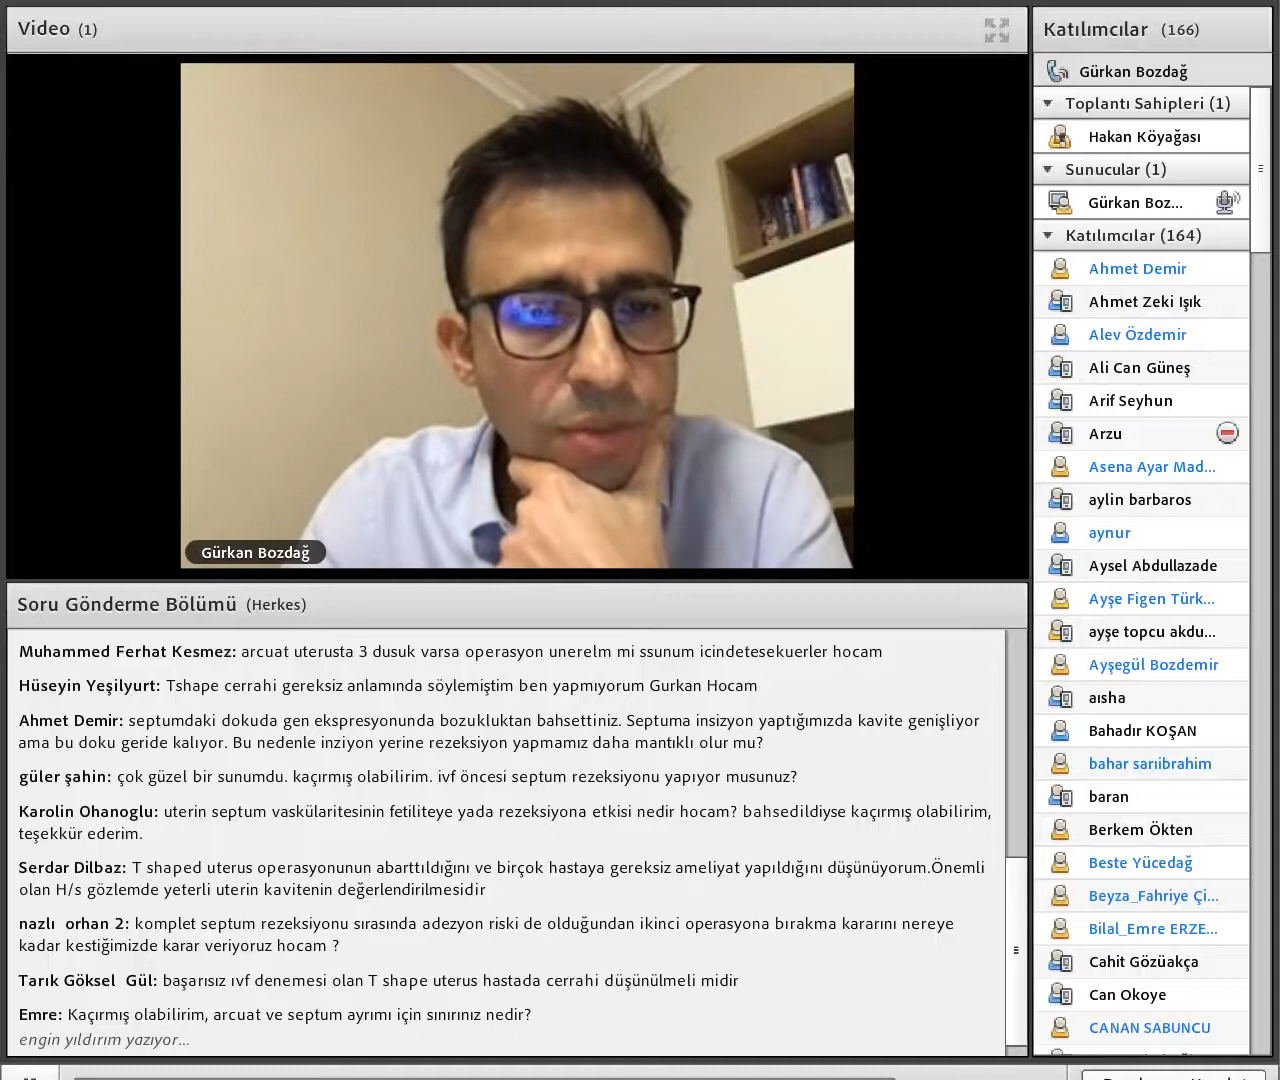 Video (1)
Gürkan Bozdağ
Soru Gönderme Bölümü (Herkes)
Muhammed Ferhat Kesmez: arcuat uterusta 3 dusuk varsa operasyon unerelm mi ssunum icindetesekuerler hocam
Hüseyin Yeşilyurt: Tshape cerrahi gereksiz anlamında söylemiştim ben yapmıyorum Gurkan Hocam
Ahmet Demir: septumdaki dokuda gen ekspresyonunda bozukluktan bahsettiniz. Septuma insizyon yaptığımızda kavite genişliyor
ama bu doku geride kalıyor. Bu nedenle inziyon yerine rezeksiyon yapmamız daha mantıklı olur mu?
güler şahin: çok güzel bir sunumdu. kaçırmış olabilirim. ivf öncesi septum rezeksiyonu yapıyor musunuz?
Karolin Ohanoglu: uterin septum vaskülaritesinin fetiliteye yada rezeksiyona etkisi nedir hocam? bahsedildiyse kaçırmış olabilirim,
teşekkür ederim.
Serdar Dilbaz: T shaped uterus operasyonunun abarttıldığını ve birçok hastaya gereksiz ameliyat yapıldığını düşünüyorum.Önemli
olan H/s gözlemde yeterli uterin kavitenin değerlendirilmesidir
nazlı orhan 2: komplet septum rezeksiyonu sırasında adezyon riski de olduğundan ikinci operasyona bırakma kararını nereye
kadar kestiğimizde karar veriyoruz hocam ?
Tarık Göksel Gül: başarısız ıvf denemesi olan T shape uterus hastada cerrahi düşünülmeli midir
Emre: Kaçırmış olabilirim, arcuat ve septum ayrımı için sınırınız nedir?
engin yıldırım yazıyor...
Katılımcılar (166)
Gürkan Bozdağ
Toplantı Sahipleri (1)
Hakan Köyağası
Sunucular (1)
Gürkan Boz...
Katılımcılar (164)
Ahmet Demir
Ahmet Zeki Işık
Alev Özdemir
Ali Can Güneş
Arif Seyhun
Arzu
Asena Ayar Mad...
aylin barbaros
aynur
Aysel Abdullazade
Ayşe Figen Türk...
ayşe topcu akdu...
Ayşegül Bozdemir
aısha
Bahadır KOŞAN
bahar sarıibrahim
baran
Berkem Ökten
Beste Yücedağ
Beyza_Fahriye Çi...
Bilal_Emre ERZE...
Cahit Gözüakça
Can Okoye
CANAN SABUNCU